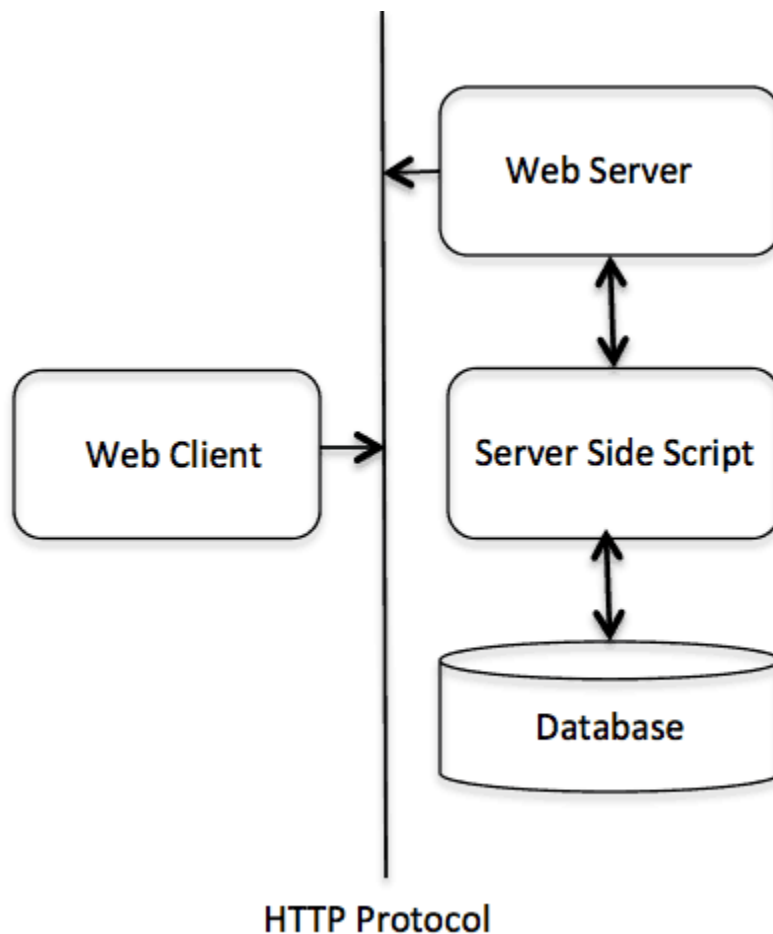 Web Server
Web Client
Server Side Script
Database
HTTP Protocol